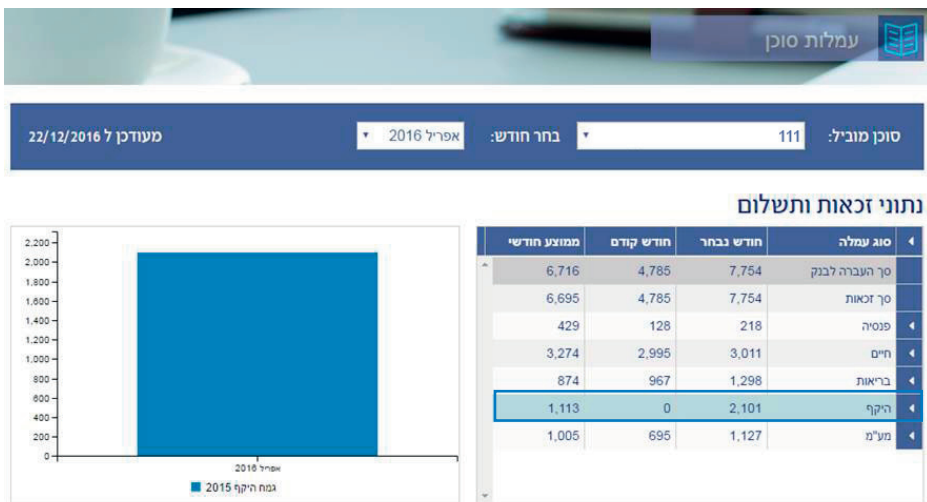 עמלות סוכן
סוכן מוביל: 111 בחר חודש: אפריל 2016 מעודכן ל 22/12/2016
נתוני זכאות ותשלום
סוג עמלה חודש נבחר חודש קודם ממוצע חודשי
סך העברה לבנק 7,754 4,785 6,716
סך זכאות 7,754 4,785 6,695
פנסיה 218 128 429
חיים 3,011 2,995 3,274
בריאות 1,298 967 874
היקף 2,101 0 1,113
מע"מ 1,127 695 1,005
2,200
2,000
1,800
1,600
1,400
1,200
1,000
800
600
400
200
0
אפריל 2016
גמח היקף 2015